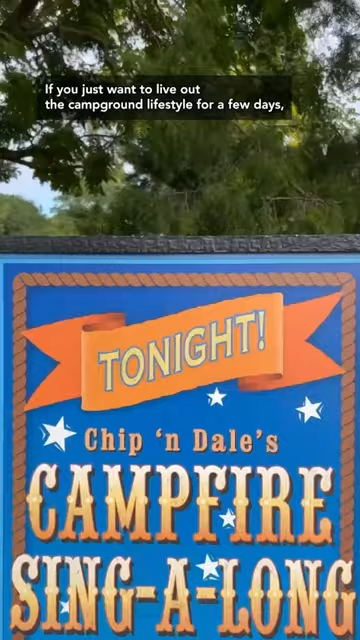 If you just want to live out
the campground lifestyle for a few days,
TONIGHT!
Chip 'n Dale's
CAMPFIRE
SING-A-LONG